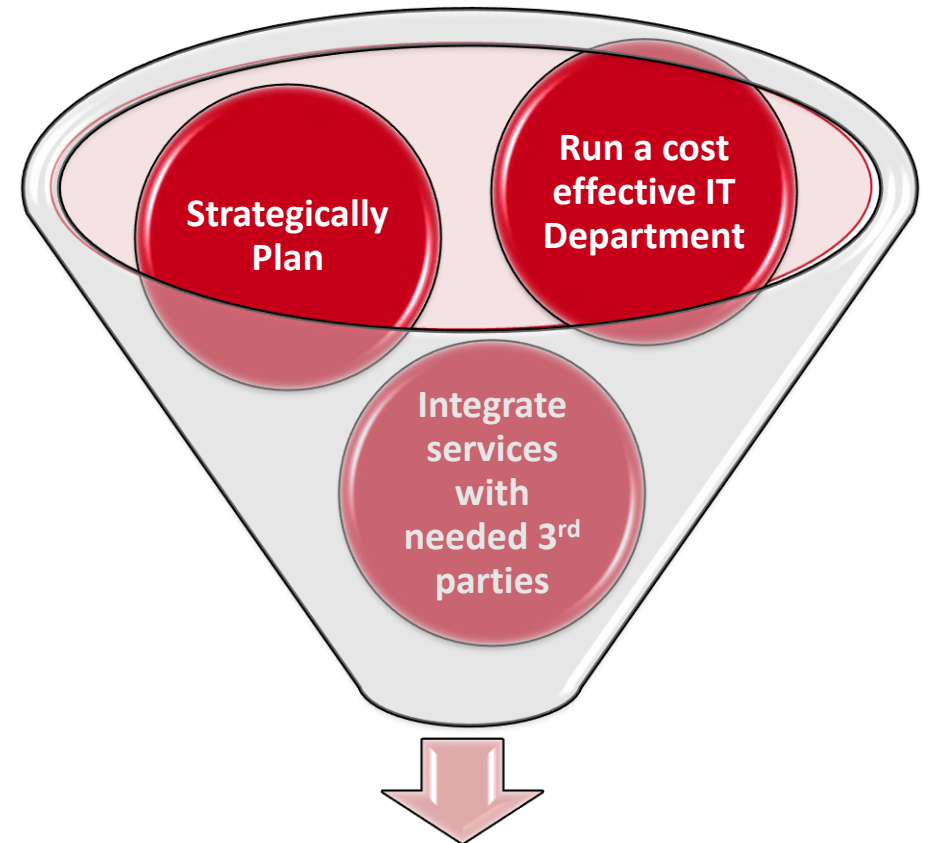 Strategically
Plan
Run a cost
effective IT
Department
Integrate
services
with
needed 3rd
parties